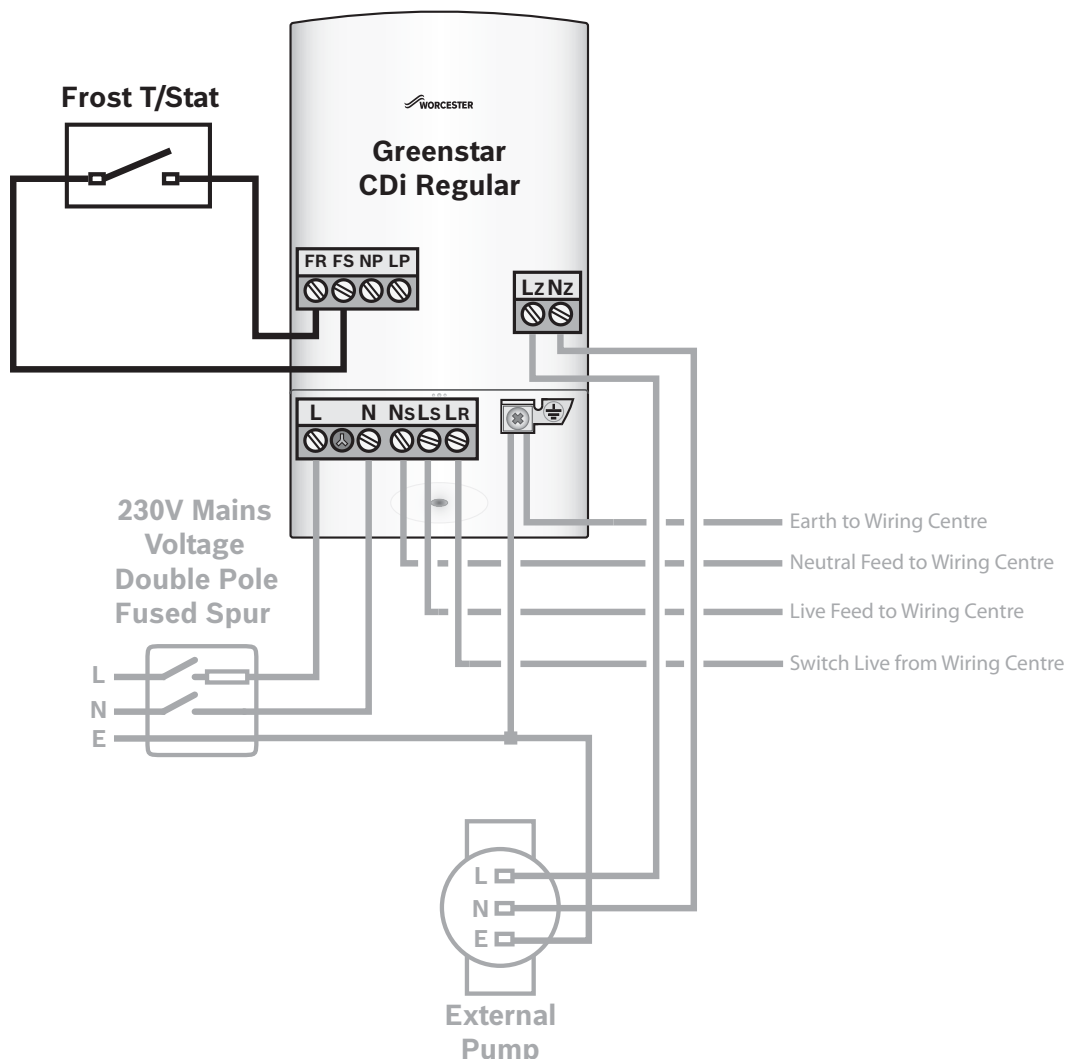 Frost T/Stat
WORCESTER
Greenstar
CDi Regular
FR FS NP LP
LZ NZ
L N NS LS LR
230V Mains
Voltage
Double Pole
Fused Spur
Earth to Wiring Centre
Neutral Feed to Wiring Centre
Live Feed to Wiring Centre
Switch Live from Wiring Centre
L
N
E
L
N
E
External
Pump